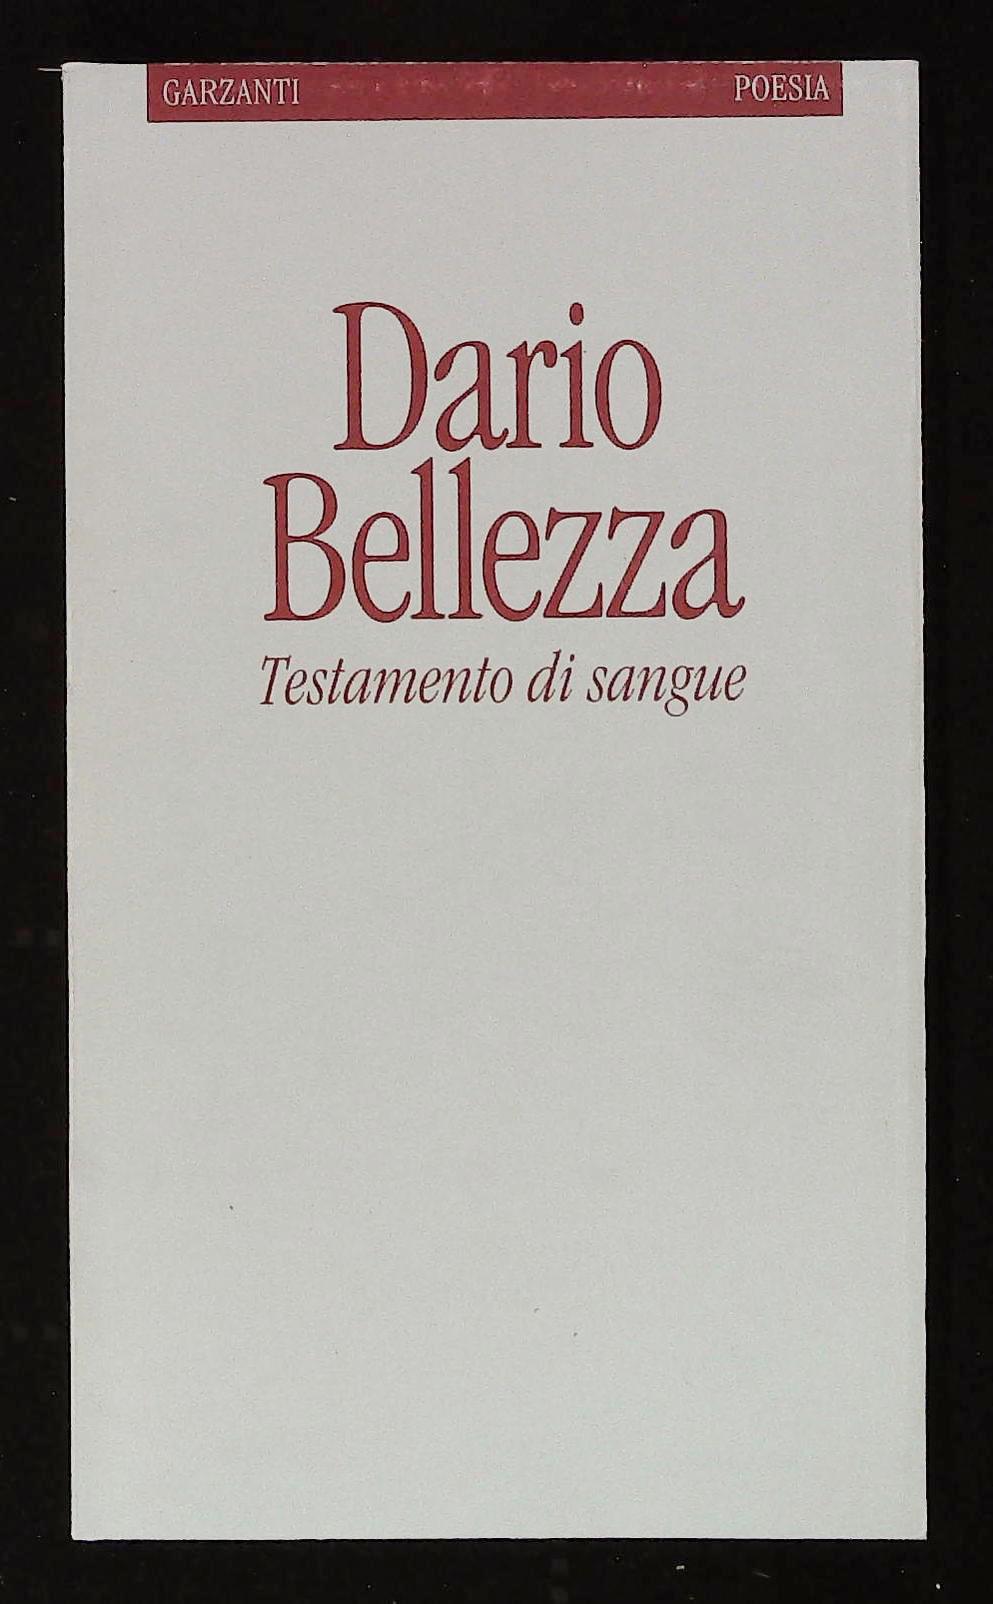 GARZANTI POESIA
Dario
Bellezza
Testamento di sangue